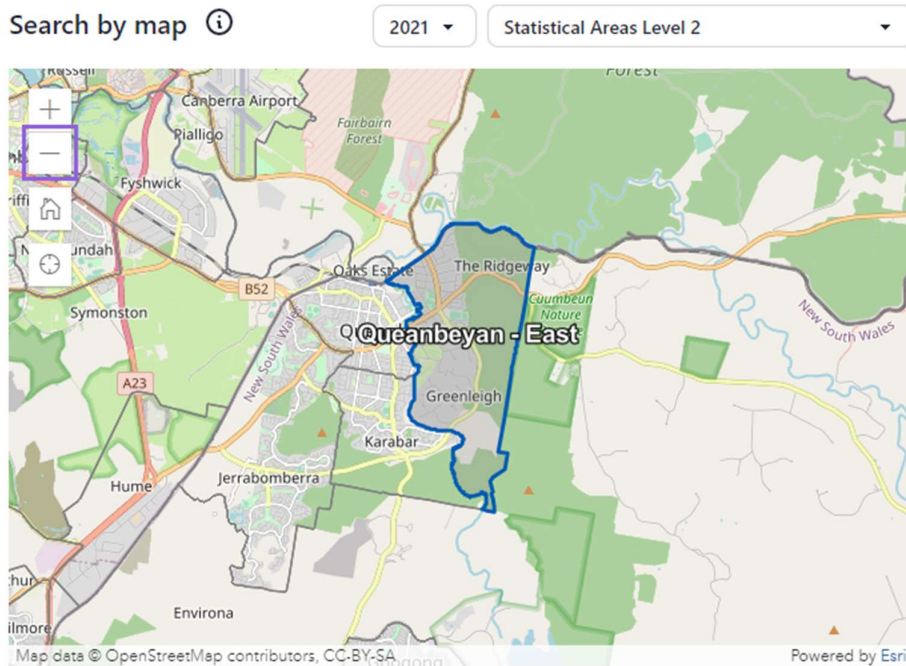 Search by map
2021
Statistical Areas Level 2
Russell
Forest
Canberra Airport
Fairbairn
Forest
Pialligo
Fyshwick
Oaks Estate
The Ridgeway
B52
Cuumbeun
Nature
Symonston
New South Wales
Queanbeyan - East
New South Wales
A23
Greenleigh
Karabar
Jerrabomberra
Hume
Environa
Map data © OpenStreetMap contributors, CC-BY-SA
Powered by Esri